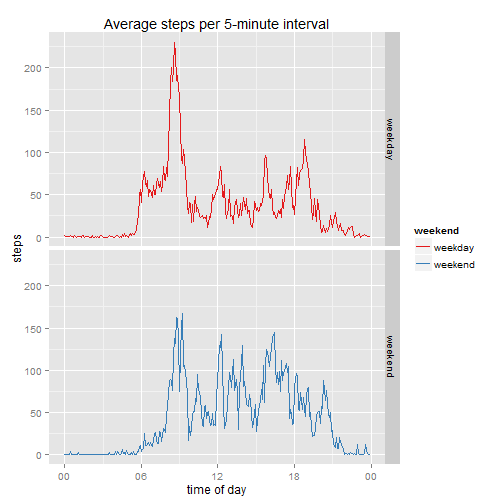 Average steps per 5-minute interval
200
150
100
50
0
weekday
200
150
100
50
0
weekend
00 06 12 18 00
time of day
steps
weekend
weekday
weekend